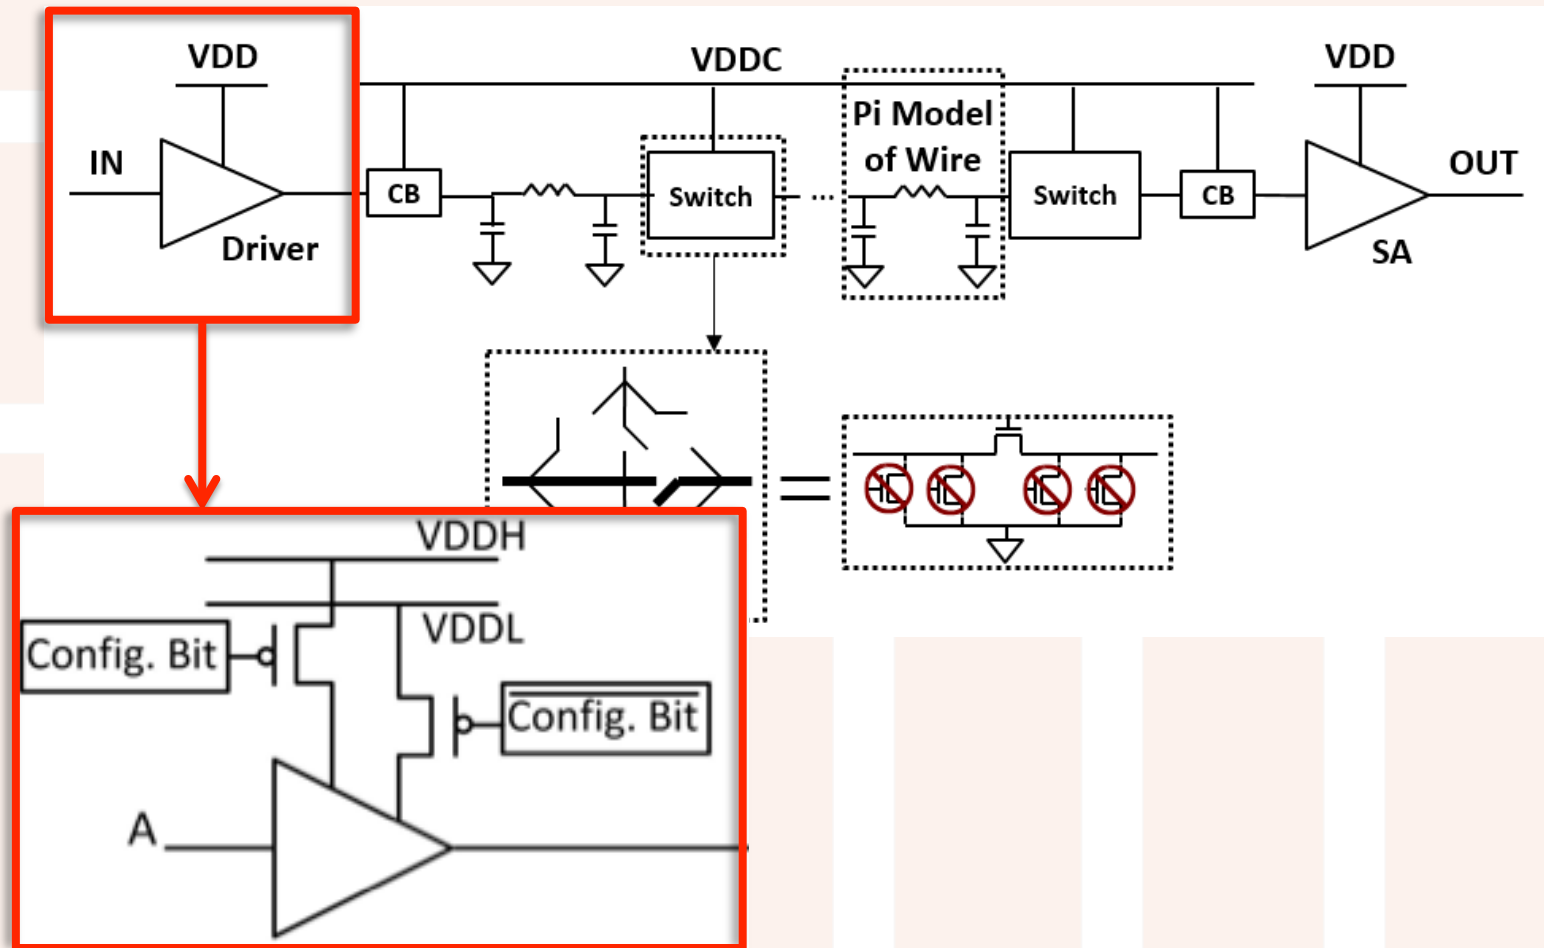 VDD
VDDC
VDD
Pi Model
of Wire
IN
CB
Switch
...
Switch
CB
OUT
Driver
SA
VDDH
VDDL
Config. Bit
Config. Bit
A